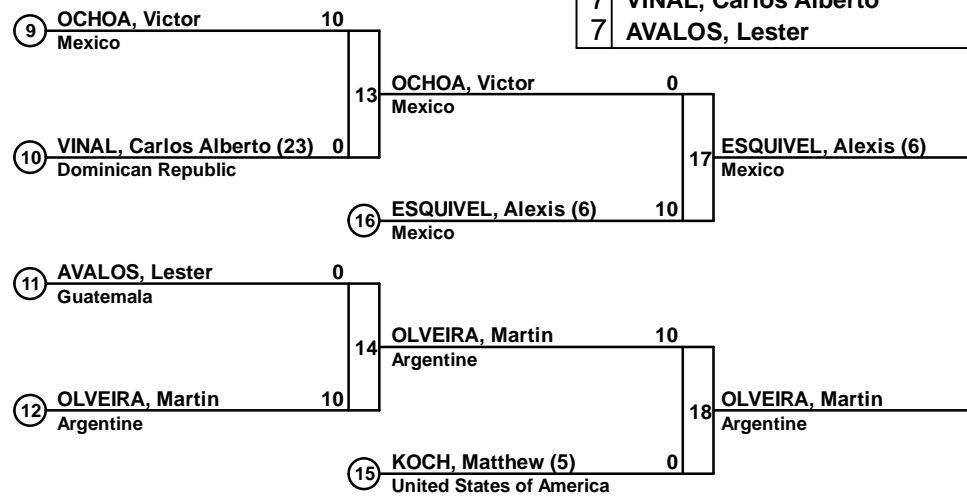 7 VINAL, Carlos Alberto
7 AVALOS, Lester
9 OCHOA, Victor 10
Mexico
13 OCHOA, Victor 0
Mexico
10 VINAL, Carlos Alberto (23) 0
Dominican Republic
17 ESQUIVEL, Alexis (6)
Mexico
16 ESQUIVEL, Alexis (6) 10
Mexico
11 AVALOS, Lester 0
Guatemala
14 OLVEIRA, Martin 10
Argentine
12 OLVEIRA, Martin 10
Argentine
18 OLVEIRA, Martin
Argentine
15 KOCH, Matthew (5) 0
United States of America